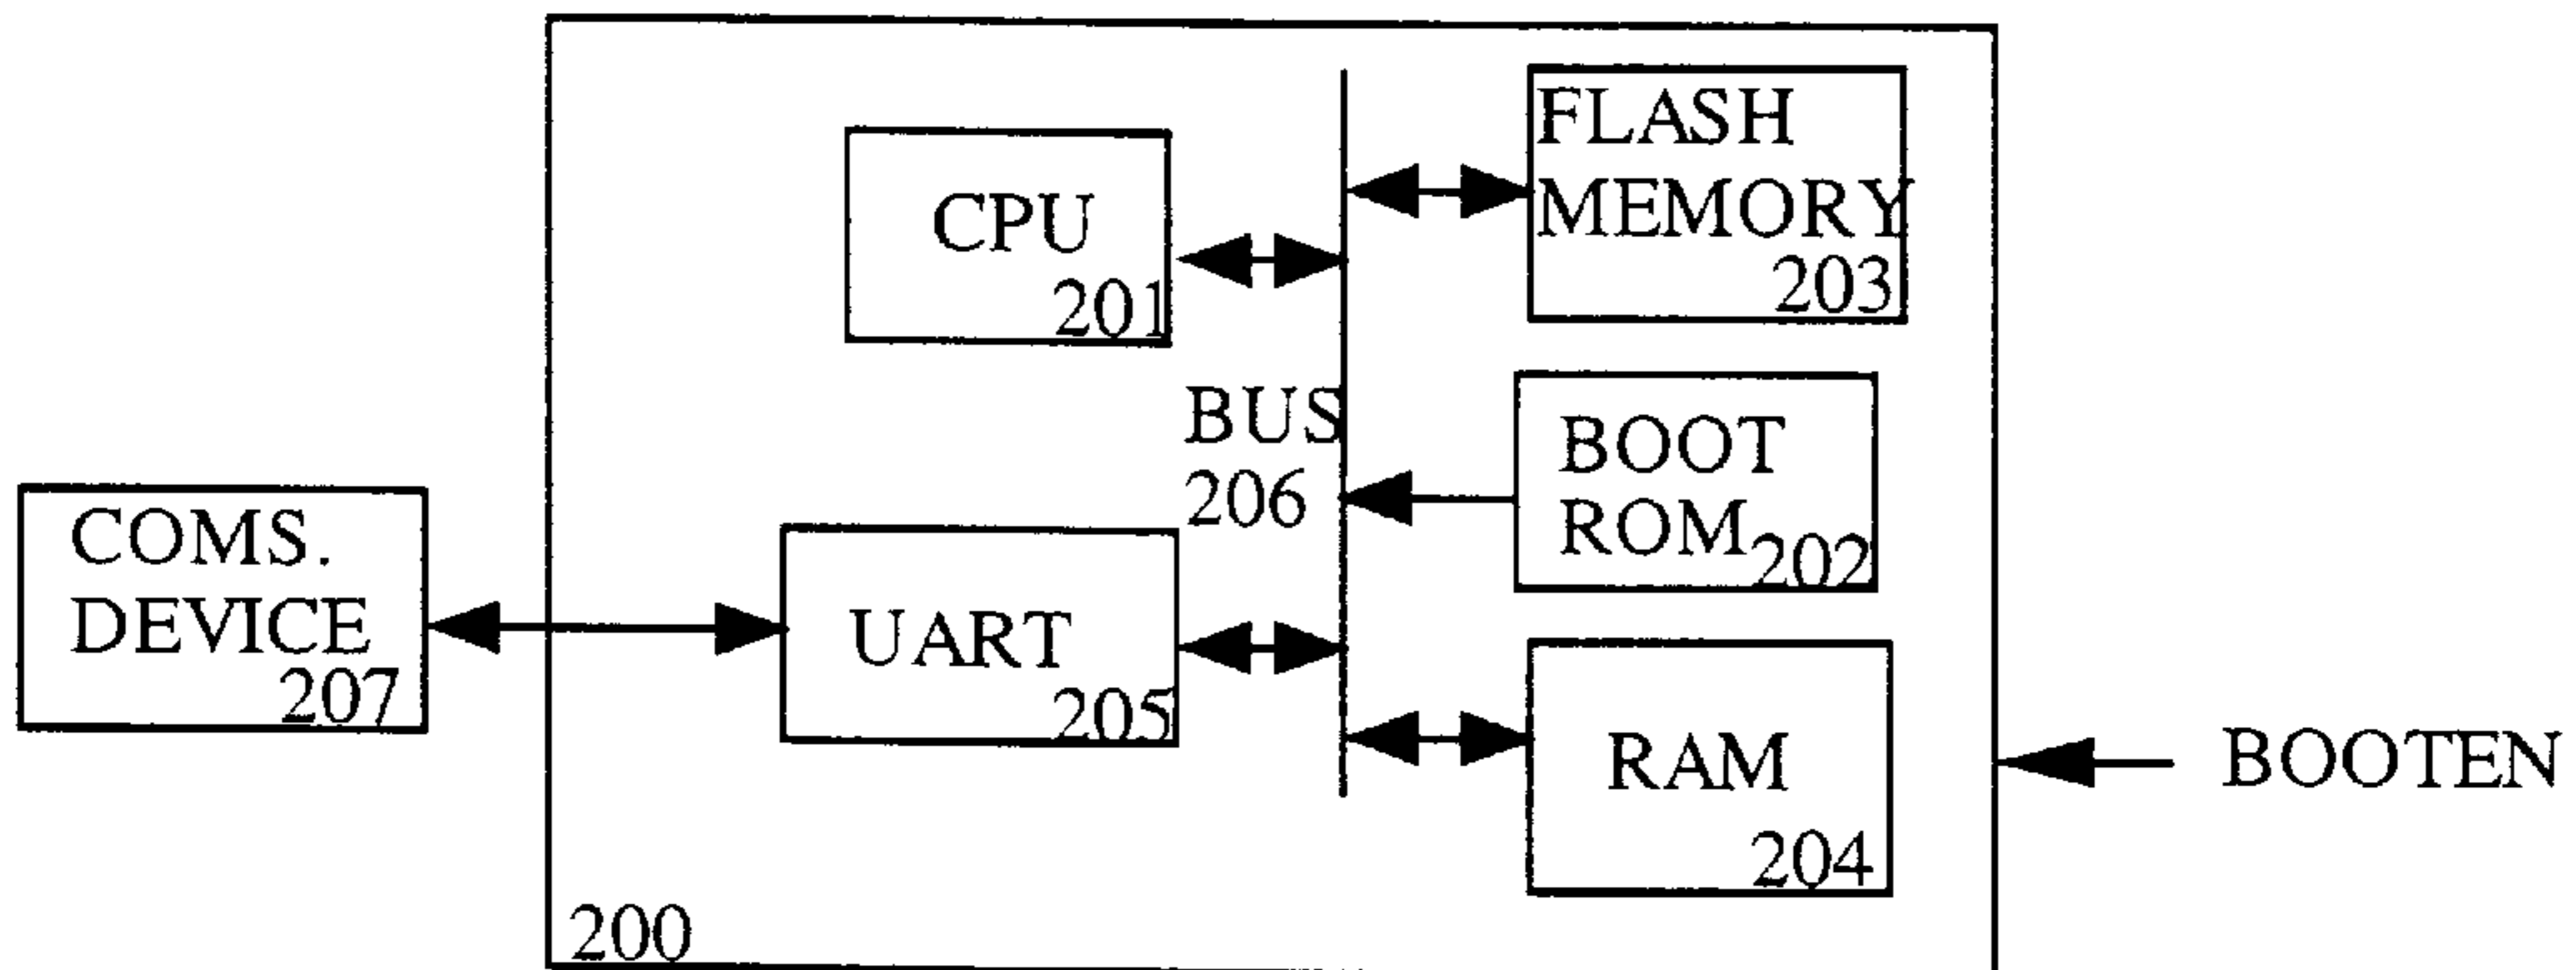 FLASH
MEMORY
203
CPU
201
BUS
206
BOOT
ROM
202
COMS.
DEVICE
207
UART
205
RAM
204
BOOTEN
200